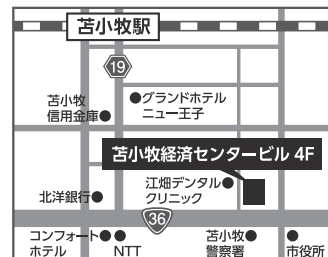 苫小牧駅
19
苫小牧
信用金庫
グランドホテル
ニュー王子
苫小牧経済センタービル 4F
北洋銀行
江畑デンタル
クリニック
36
コンフォート
ホテル
NTT
苫小牧
警察署
市役所